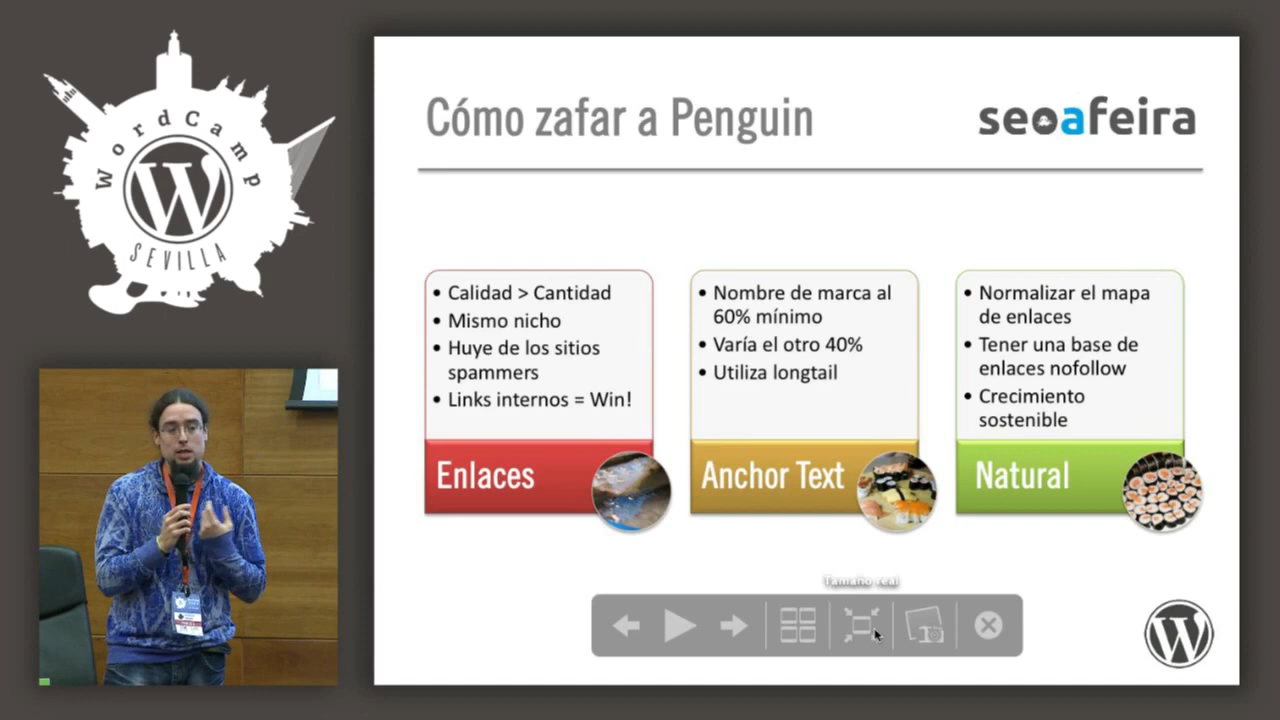 WordCamp
SEVILLA
Cómo zafar a Penguin
seoafeira
• Calidad > Cantidad
• Mismo nicho
• Huye de los sitios
spammers
• Links internos = Win!
Enlaces
• Nombre de marca al
60% mínimo
• Varía el otro 40%
• Utiliza longtail
Anchor Text
• Normalizar el mapa
de enlaces
• Tener una base de
enlaces nofollow
• Crecimiento
sostenible
Natural
Tamaño real